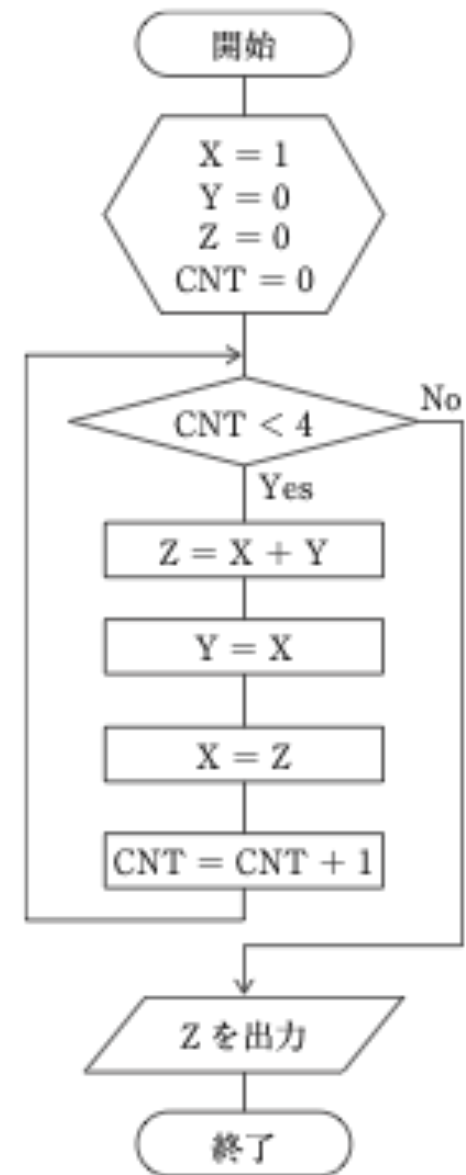 開始
X = 1
Y = 0
Z = 0
CNT = 0
CNT < 4
No
Yes
Z = X + Y
Y = X
X = Z
CNT = CNT + 1
Z を出力
終了